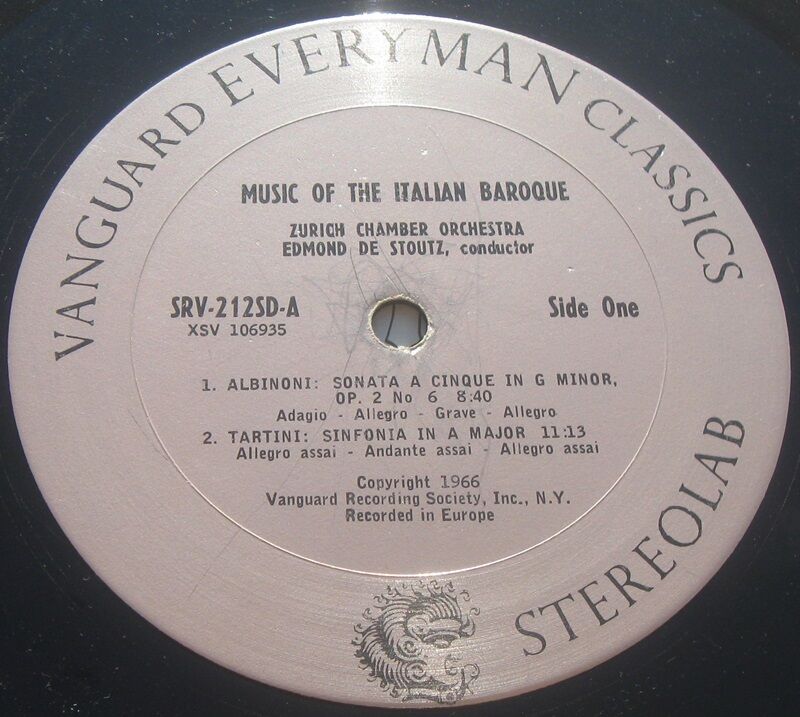 VANGUARD EVERYMAN CLASSICS
MUSIC OF THE ITALIAN BAROQUE
ZURICH CHAMBER ORCHESTRA
EDMOND DE STOUTZ, conductor
SRV-212SD-A
XSV 106935
Side One
1. ALBINONI: SONATA A CINQUE IN G MINOR,
OP. 2 No 6 8:40
Adagio - Allegro - Grave - Allegro
2. TARTINI: SINFONIA IN A MAJOR 11:13
Allegro assai - Andante assai - Allegro assai
Copyright 1966
Vanguard Recording Society, Inc., N.Y.
Recorded in Europe
STEREOLAB